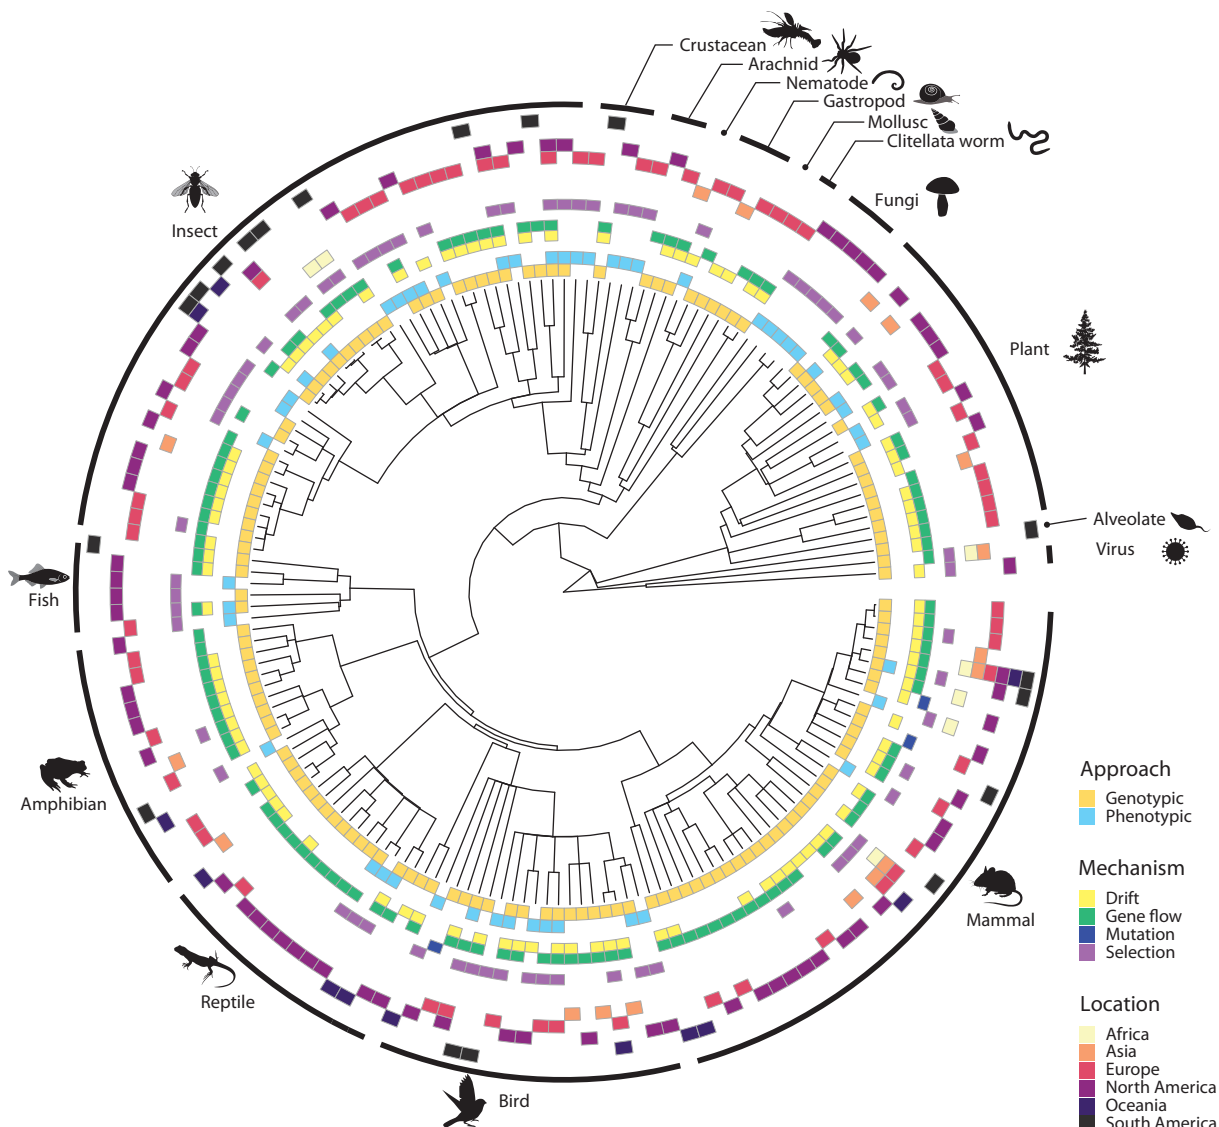 Crustacean
Arachnid
Nematode
Gastropod
Mollusc
Clitellata worm
Fungi
Insect
Plant
Alveolate
Virus
Fish
Amphibian
Mammal
Reptile
Bird
Approach
Genotypic
Phenotypic
Mechanism
Drift
Gene flow
Mutation
Selection
Location
Africa
Asia
Europe
North America
Oceania
South America